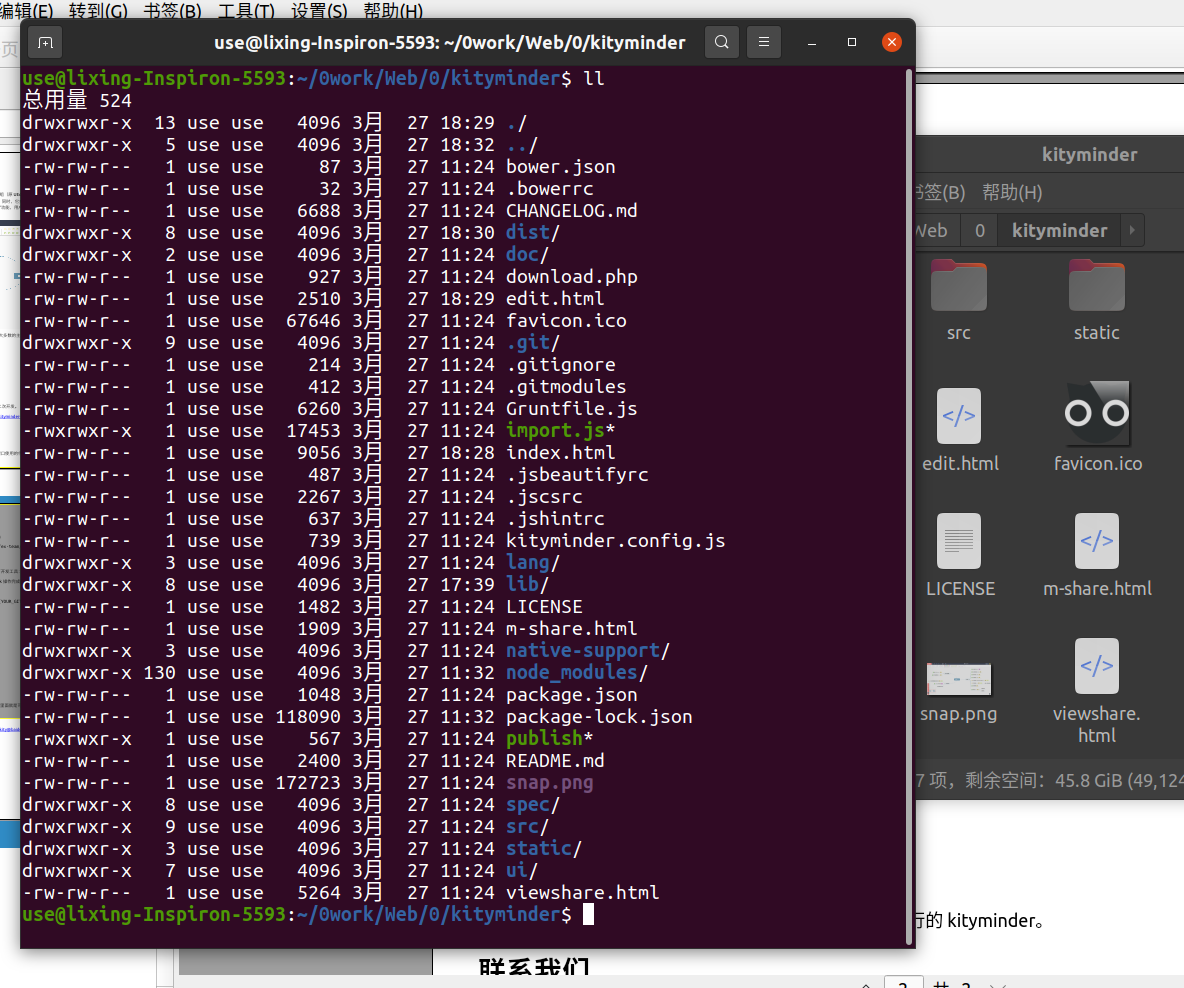 编辑(E) 转到(G) 书签(B) 工具(T) 设置(S) 帮助(H)
use@lixing-Inspiron-5593: ~/0work/Web/0/kityminder
use@lixing-Inspiron-5593:~/0work/Web/0/kityminder$ ll
总用量 524
drwxrwxr-x 13 use use 4096 3月 27 18:29 ./
drwxrwxr-x 5 use use 4096 3月 27 18:32 ../
-rw-rw-r-- 1 use use 87 3月 27 11:24 bower.json
-rw-rw-r-- 1 use use 32 3月 27 11:24 .bowerrc
-rw-rw-r-- 1 use use 6688 3月 27 11:24 CHANGELOG.md
drwxrwxr-x 8 use use 4096 3月 27 18:30 dist/
drwxrwxr-x 2 use use 4096 3月 27 11:24 doc/
-rw-rw-r-- 1 use use 927 3月 27 11:24 download.php
-rw-rw-r-- 1 use use 2510 3月 27 18:29 edit.html
-rw-rw-r-- 1 use use 67646 3月 27 11:24 favicon.ico
drwxrwxr-x 9 use use 4096 3月 27 11:24 .git/
-rw-rw-r-- 1 use use 214 3月 27 11:24 .gitignore
-rw-rw-r-- 1 use use 412 3月 27 11:24 .gitmodules
-rw-rw-r-- 1 use use 6260 3月 27 11:24 Gruntfile.js
-rwxrwxr-x 1 use use 17453 3月 27 11:24 import.js*
-rw-rw-r-- 1 use use 9056 3月 27 18:28 index.html
-rw-rw-r-- 1 use use 487 3月 27 11:24 .jsbeautifyrc
-rw-rw-r-- 1 use use 2267 3月 27 11:24 .jscsrc
-rw-rw-r-- 1 use use 637 3月 27 11:24 .jshintrc
-rw-rw-r-- 1 use use 739 3月 27 11:24 kityminder.config.js
drwxrwxr-x 3 use use 4096 3月 27 11:24 lang/
drwxrwxr-x 8 use use 4096 3月 27 17:39 lib/
-rw-rw-r-- 1 use use 1482 3月 27 11:24 LICENSE
-rw-rw-r-- 1 use use 1909 3月 27 11:24 m-share.html
drwxrwxr-x 3 use use 4096 3月 27 11:24 native-support/
drwxrwxr-x 130 use use 4096 3月 27 11:32 node_modules/
-rw-rw-r-- 1 use use 1048 3月 27 11:24 package.json
-rw-rw-r-- 1 use use 118090 3月 27 11:32 package-lock.json
-rwxrwxr-x 1 use use 567 3月 27 11:24 publish*
-rw-rw-r-- 1 use use 2400 3月 27 11:24 README.md
-rw-rw-r-- 1 use use 172723 3月 27 11:24 snap.png
drwxrwxr-x 8 use use 4096 3月 27 11:24 spec/
drwxrwxr-x 9 use use 4096 3月 27 11:24 src/
drwxrwxr-x 3 use use 4096 3月 27 11:24 static/
drwxrwxr-x 7 use use 4096 3月 27 11:24 ui/
-rw-rw-r-- 1 use use 5264 3月 27 11:24 viewshare.html
use@lixing-Inspiron-5593:~/0work/Web/0/kityminder$
kityminder
书签(B) 帮助(H)
Web 0 kityminder
src static
edit.html favicon.ico
LICENSE m-share.html
snap.png viewshare.
html
7 项，剩余空间：45.8 GiB (49,124
行的 kityminder。
联系我们